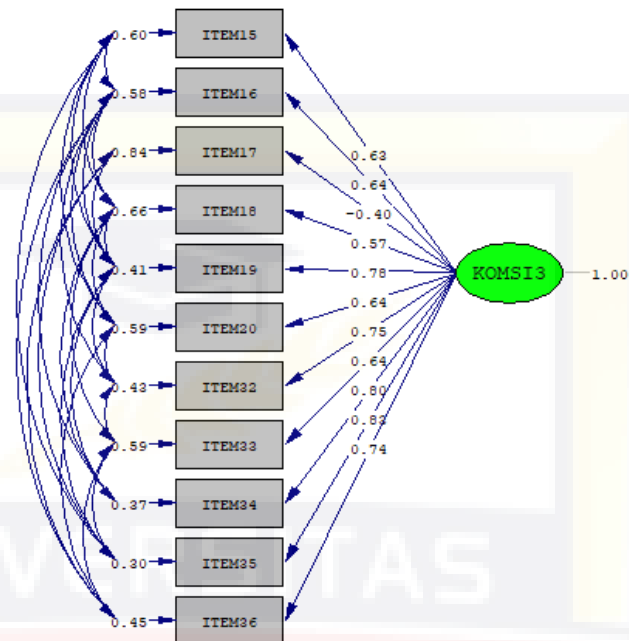 0.60 ITEM15
0.58 ITEM16
0.84 ITEM17
0.66 ITEM18
0.41 ITEM19
0.59 ITEM20
0.43 ITEM32
0.59 ITEM33
0.37 ITEM34
0.30 ITEM35
0.45 ITEM36
0.63
0.64
-0.40
0.57
0.78
0.64
0.75
0.64
0.80
0.83
0.74
KOMSI3
1.00